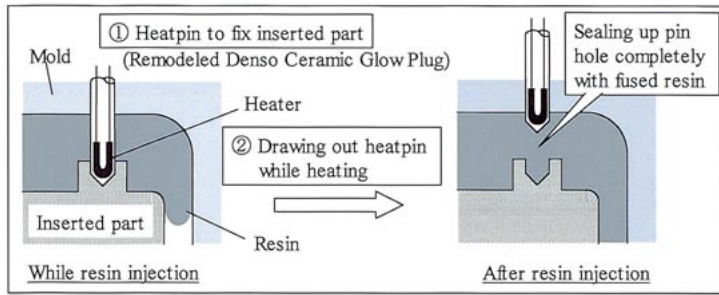 ① Heatpin to fix inserted part
(Remodeled Denso Ceramic Glow Plug)
Mold
Heater
② Drawing out heatpin
while heating
Inserted part
Resin
While resin injection
Sealing up pin
hole completely
with fused resin
After resin injection